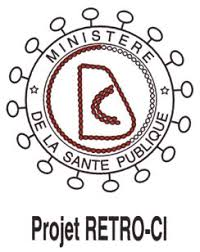 MINISTERE
DE LA SANTE PUBLIQUE
Projet RETRO-CI